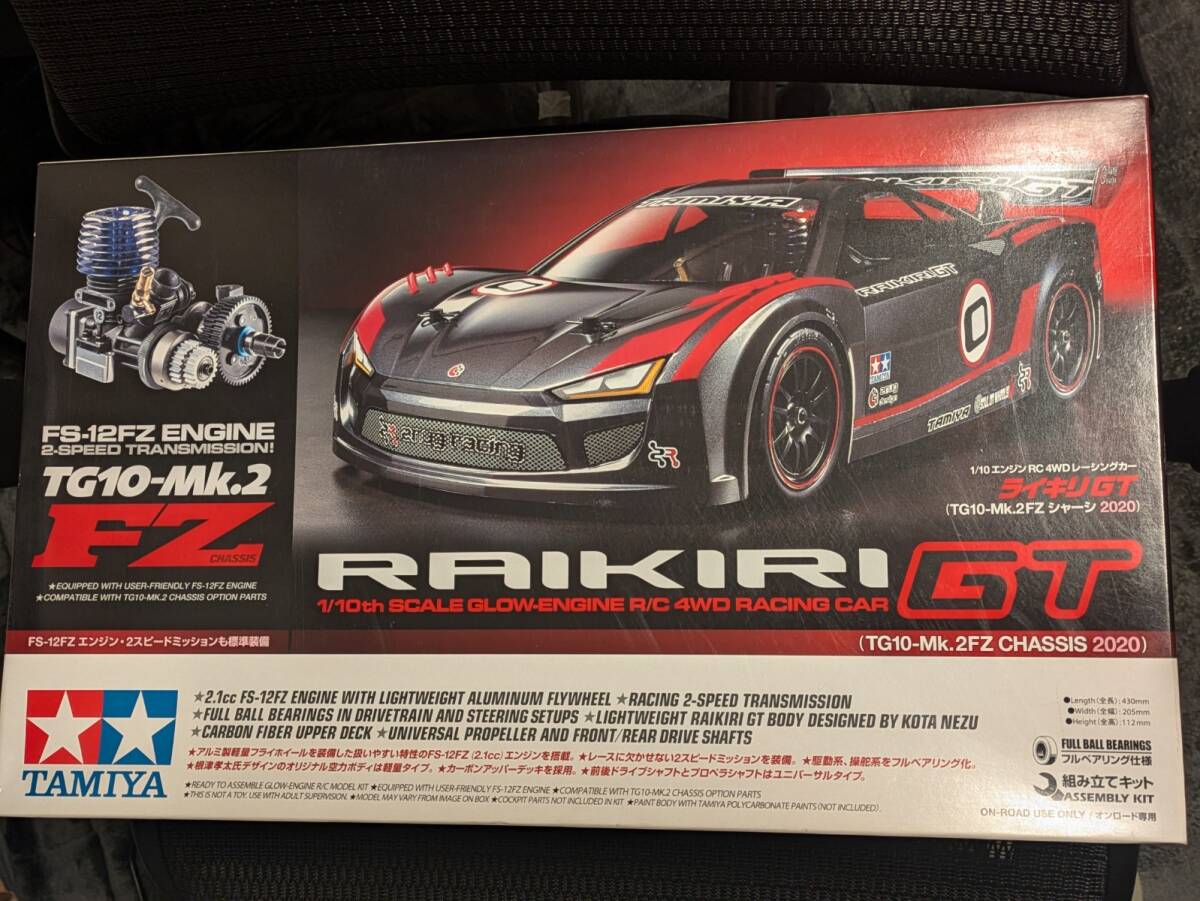 FS-12FZ ENGINE
2-SPEED TRANSMISSION!
TG10-Mk.2
FZ
CHASSIS
★EQUIPPED WITH USER-FRIENDLY FS-12FZ ENGINE
★COMPATIBLE WITH TG10-MK.2 CHASSIS OPTION PARTS
FS-12FZ エンジン・2スピードミッションも標準装備
TAMIYA
RAIKIRI GT
RAIKIRI GT
0
0
TAMIYA
2033 racing
TAMIYA
1/10 エンジン RC 4WD レーシングカー
ライキリ GT
(TG10-Mk.2FZ シャーシ 2020)
RAIKIRI GT
1/10th SCALE GLOW-ENGINE R/C 4WD RACING CAR
(TG10-Mk.2FZ CHASSIS 2020)
TAMIYA
★2.1cc FS-12FZ ENGINE WITH LIGHTWEIGHT ALUMINUM FLYWHEEL ★RACING 2-SPEED TRANSMISSION
★FULL BALL BEARINGS IN DRIVETRAIN AND STEERING SETUPS ★LIGHTWEIGHT RAIKIRI GT BODY DESIGNED BY KOTA NEZU
★CARBON FIBER UPPER DECK ★UNIVERSAL PROPELLER AND FRONT/REAR DRIVE SHAFTS
★アルミ製軽量フライホイールを装備した扱いやすい特性のFS-12FZ (2.1cc)エンジンを搭載。★レースに欠かせない2スピードミッションを装備。★駆動系、操舵系をフルベアリング化。
★根津孝太氏デザインのオリジナル空力ボディは軽量タイプ。★カーボンアッパーデッキを採用。★前後ドライブシャフトとプロペラシャフトはユニバーサルタイプ。
★READY TO ASSEMBLE GLOW-ENGINE R/C MODEL KIT ★EQUIPPED WITH USER-FRIENDLY FS-12FZ ENGINE ★COMPATIBLE WITH TG10-MK.2 CHASSIS OPTION PARTS
★THIS IS NOT A TOY. USE WITH ADULT SUPERVISION. ★MODEL MAY VARY FROM IMAGE ON BOX ★COCKPIT PARTS NOT INCLUDED IN KIT ★PAINT BODY WITH TAMIYA POLYCARBONATE PAINTS (NOT INCLUDED).
●Length (全長) : 430mm
●Width (全幅) : 205mm
●Height (全高) : 112mm
FULL BALL BEARINGS
フルベアリング仕様
組み立てキット
ASSEMBLY KIT
ON-ROAD USE ONLY / オンロード専用